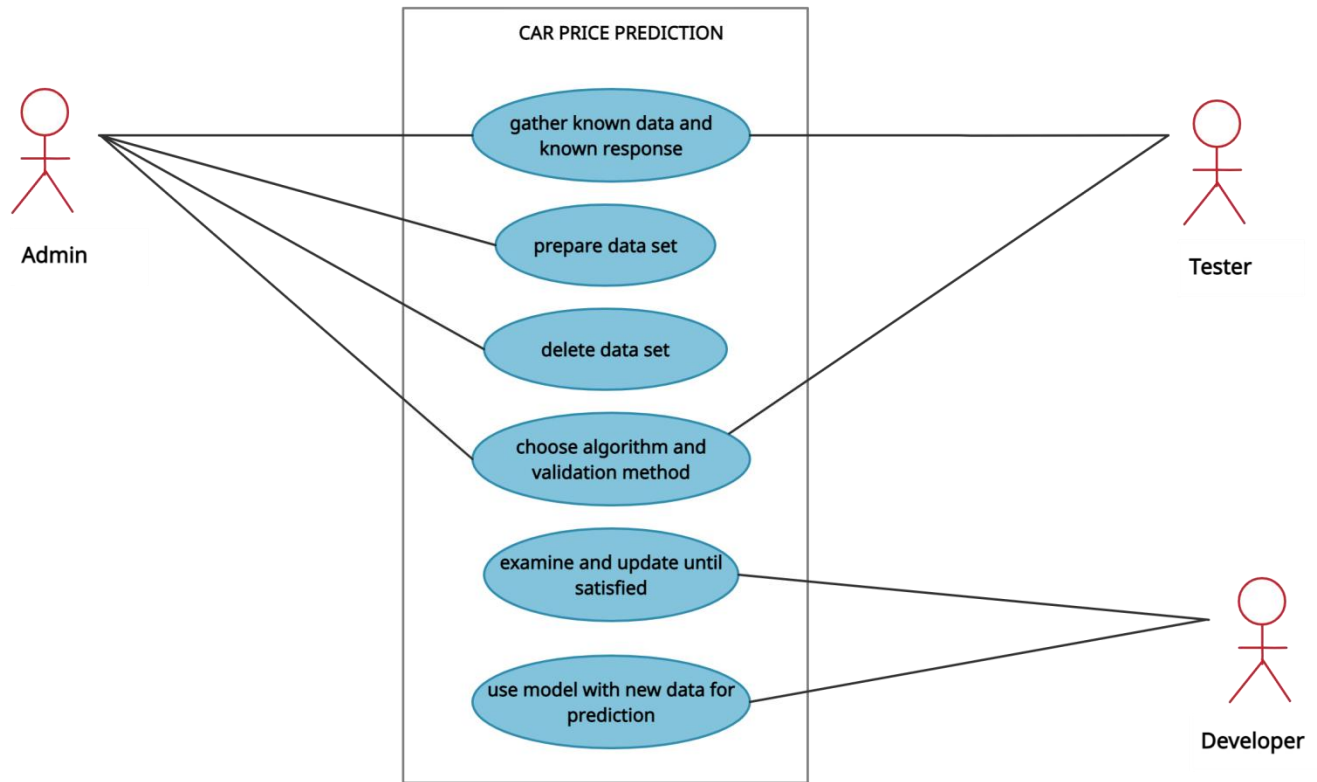 CAR PRICE PREDICTION
gather known data and
known response
prepare data set
delete data set
choose algorithm and
validation method
examine and update until
satisfied
use model with new data for
prediction
Admin
Tester
Developer